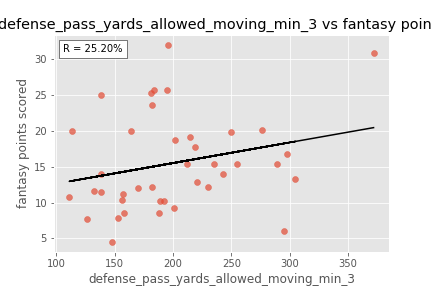 defense_pass_yards_allowed_moving_min_3 vs fantasy poin
R = 25.20%
30
25
20
15
10
5
fantasy points scored
100 150 200 250 300 350
defense_pass_yards_allowed_moving_min_3